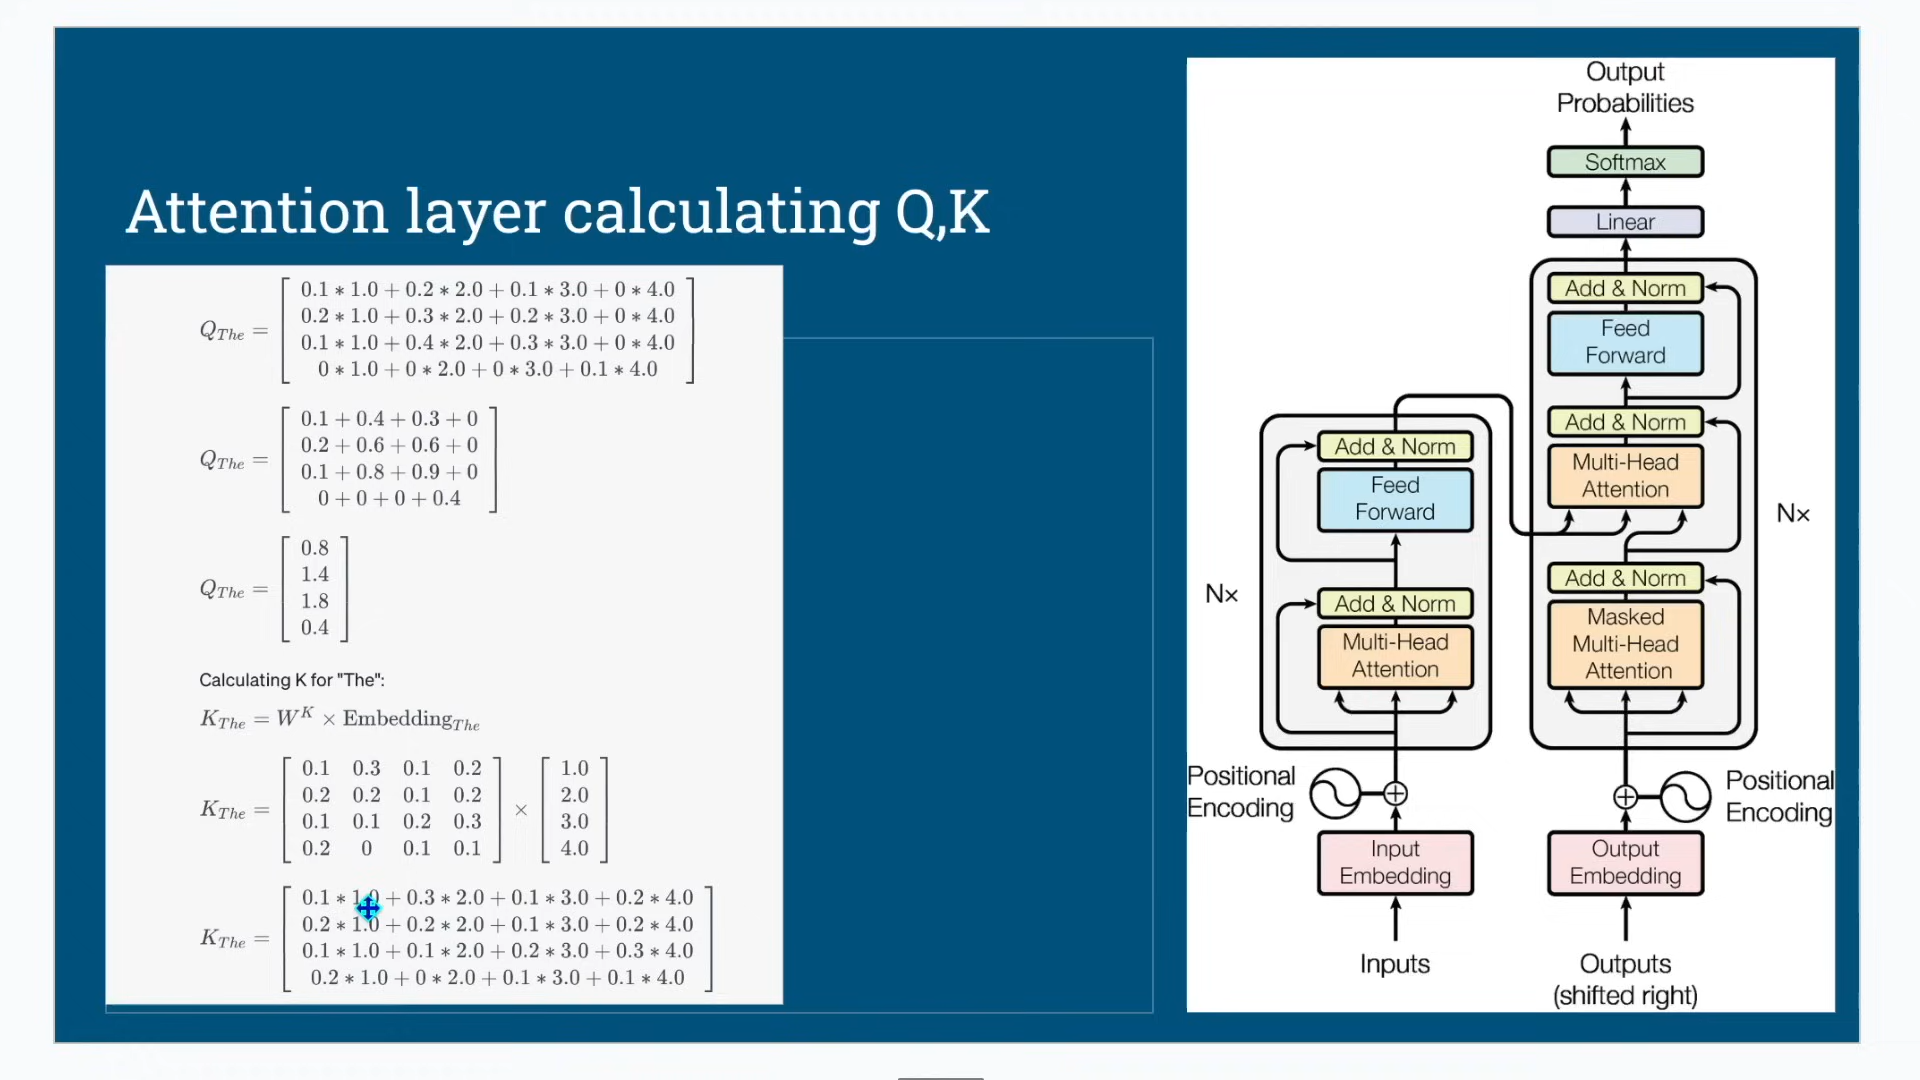 Attention layer calculating Q,K
Q_The = [ 0.1 ∗ 1.0 + 0.2 ∗ 2.0 + 0.1 ∗ 3.0 + 0 ∗ 4.0
0.2 ∗ 1.0 + 0.3 ∗ 2.0 + 0.2 ∗ 3.0 + 0 ∗ 4.0
0.1 ∗ 1.0 + 0.4 ∗ 2.0 + 0.3 ∗ 3.0 + 0 ∗ 4.0
0 ∗ 1.0 + 0 ∗ 2.0 + 0 ∗ 3.0 + 0.1 ∗ 4.0 ]
Q_The = [ 0.1 + 0.4 + 0.3 + 0
0.2 + 0.6 + 0.6 + 0
0.1 + 0.8 + 0.9 + 0
0 + 0 + 0 + 0.4 ]
Q_The = [ 0.8
1.4
1.8
0.4 ]
Calculating K for "The":
K_The = W^K × Embedding_The
K_The = [ 0.1 0.3 0.1 0.2 ] × [ 1.0 ]
0.2 0.2 0.1 0.2 2.0
0.1 0.1 0.2 0.3 3.0
0.2 0 0.1 0.1 4.0
K_The = [ 0.1 ∗ 1.0 + 0.3 ∗ 2.0 + 0.1 ∗ 3.0 + 0.2 ∗ 4.0
0.2 ∗ 1.0 + 0.2 ∗ 2.0 + 0.1 ∗ 3.0 + 0.2 ∗ 4.0
0.1 ∗ 1.0 + 0.1 ∗ 2.0 + 0.2 ∗ 3.0 + 0.3 ∗ 4.0
0.2 ∗ 1.0 + 0 ∗ 2.0 + 0.1 ∗ 3.0 + 0.1 ∗ 4.0 ]
Output
Probabilities
Softmax
Linear
Add & Norm
Feed
Forward
Add & Norm
Multi-Head
Attention
Nx
Add & Norm
Masked
Multi-Head
Attention
Add & Norm
Feed
Forward
Nx
Add & Norm
Multi-Head
Attention
Positional
Encoding
Positional
Encoding
Input
Embedding
Output
Embedding
Inputs
Outputs
(shifted right)